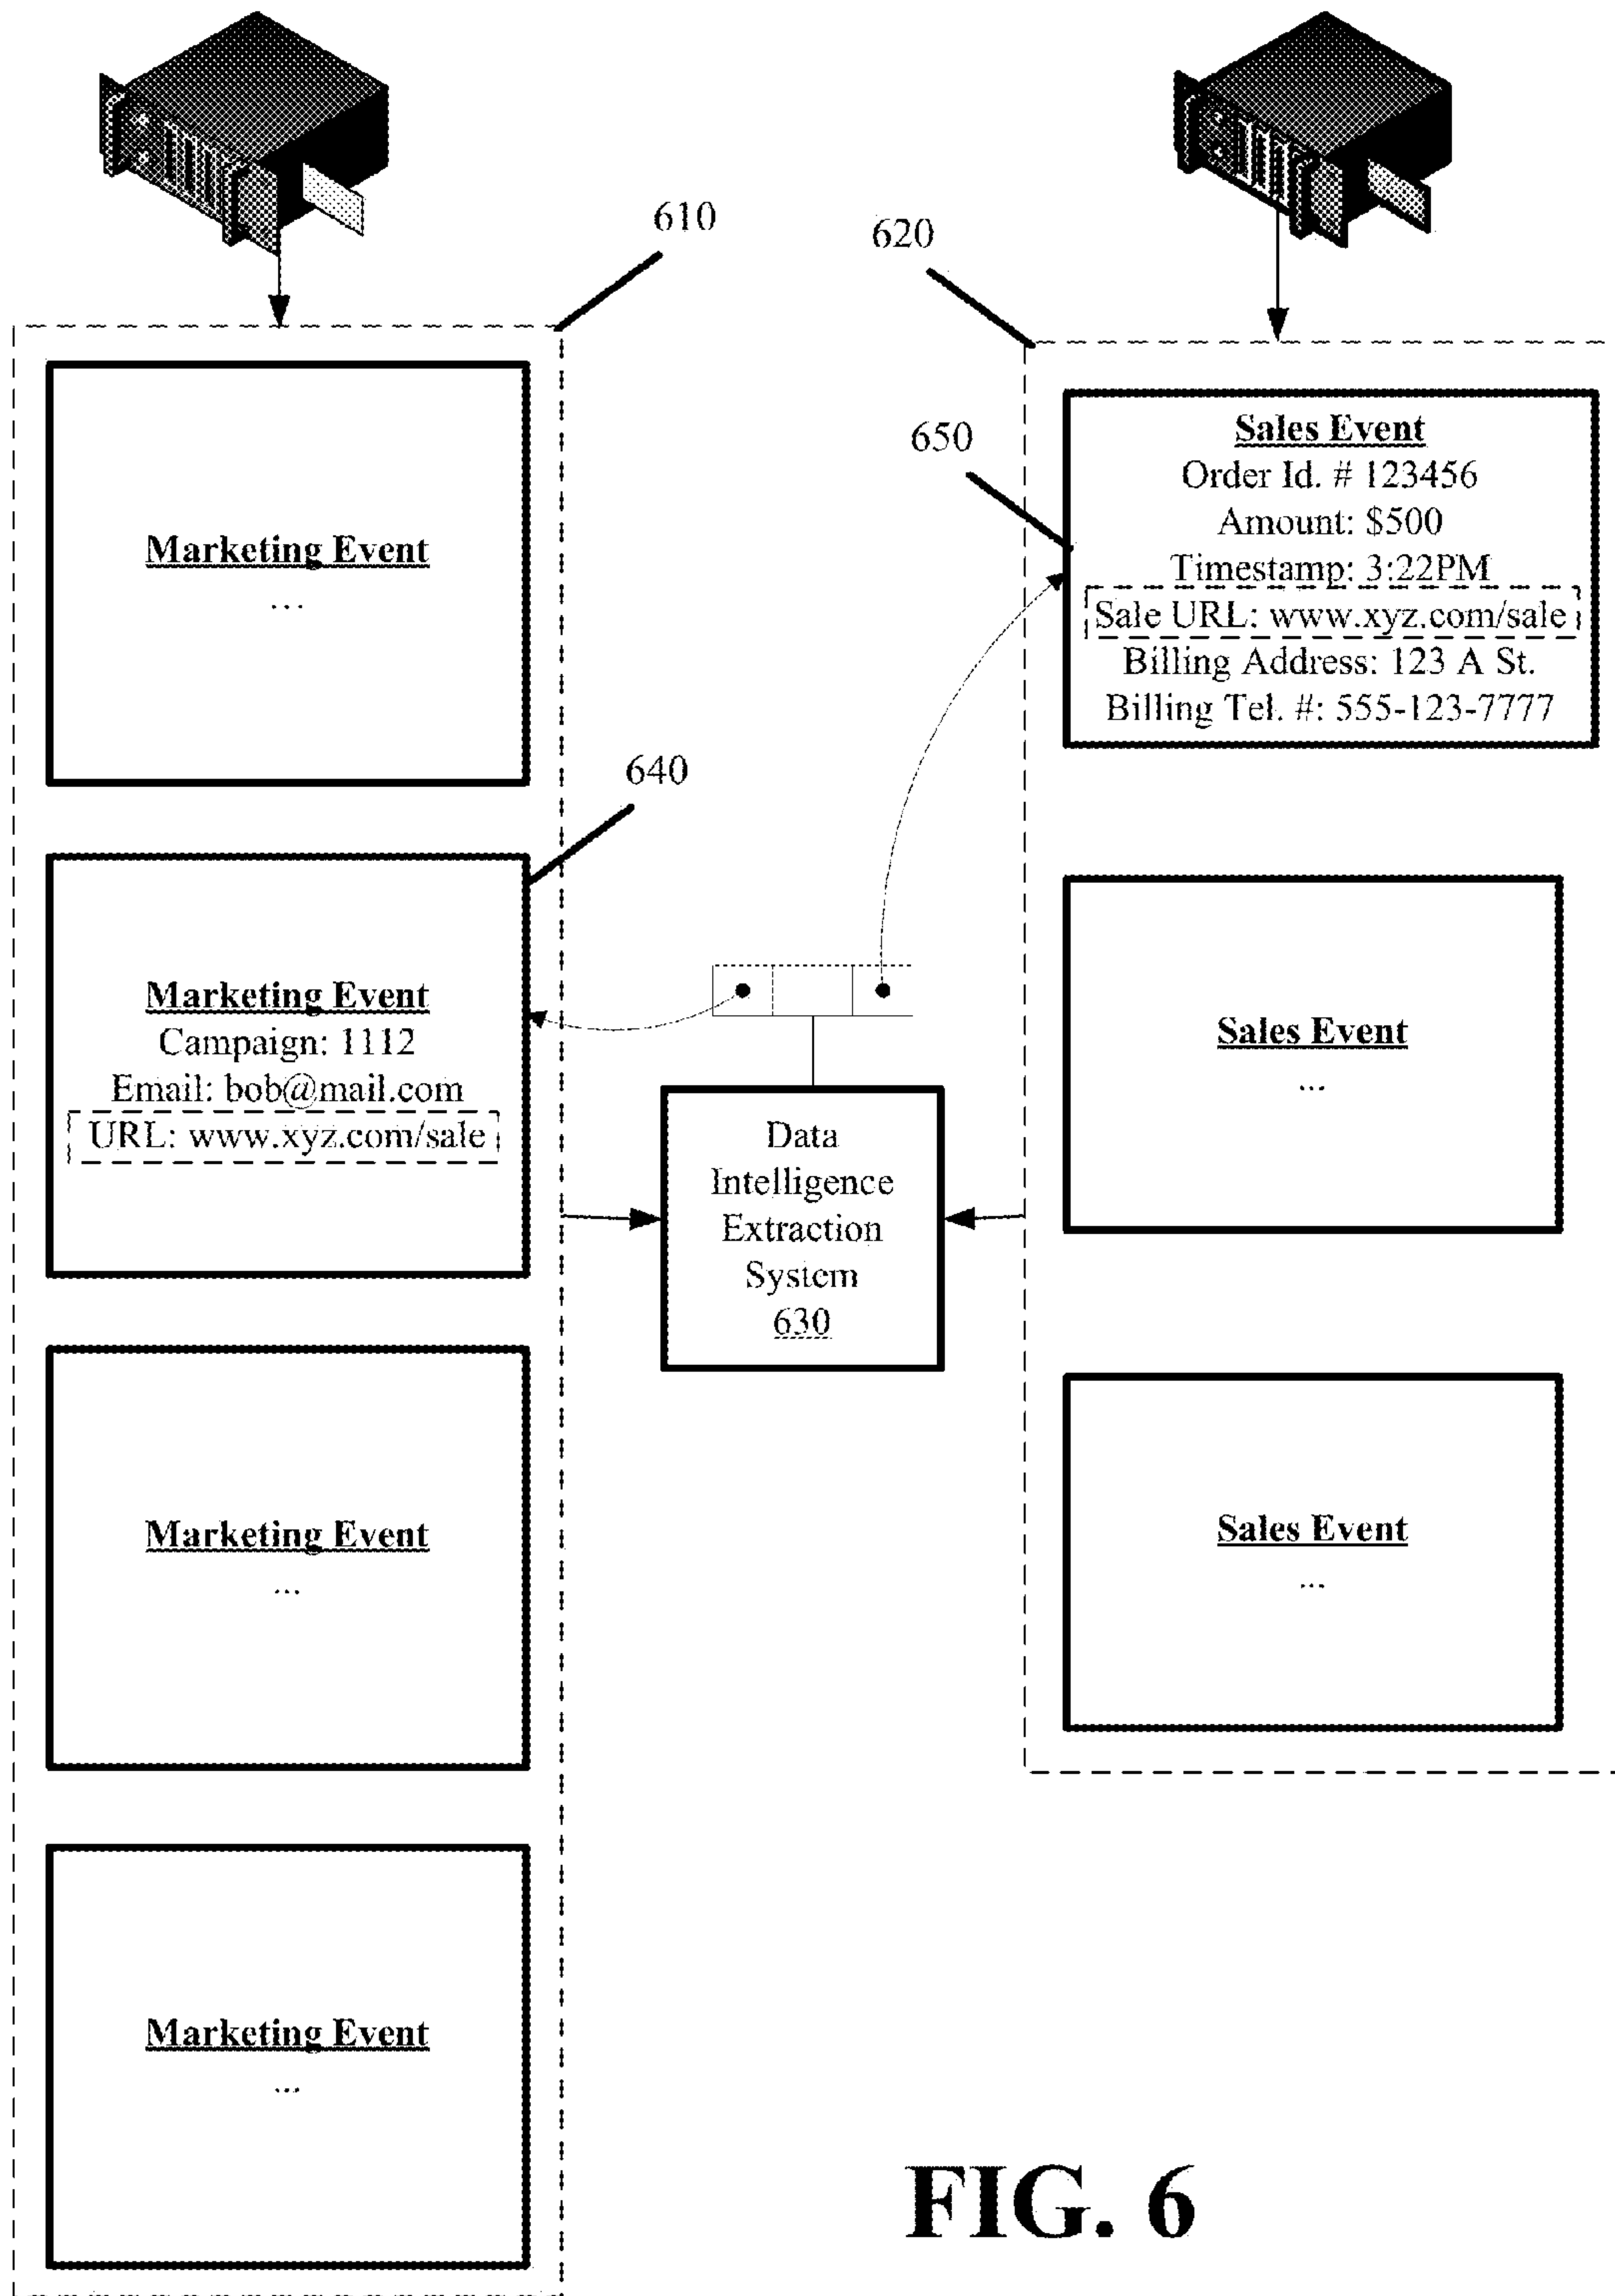 610
620
Marketing Event
...
650
Sales Event
Order Id. # 123456
Amount: $500
Timestamp: 3:22PM
Sale URL: www.xyz.com/sale
Billing Address: 123 A St.
Billing Tel. #: 555-123-7777
640
Marketing Event
Campaign: 1112
Email: bob@mail.com
URL: www.xyz.com/sale
Data
Intelligence
Extraction
System
630
Sales Event
...
Marketing Event
...
Sales Event
...
Marketing Event
...
FIG. 6